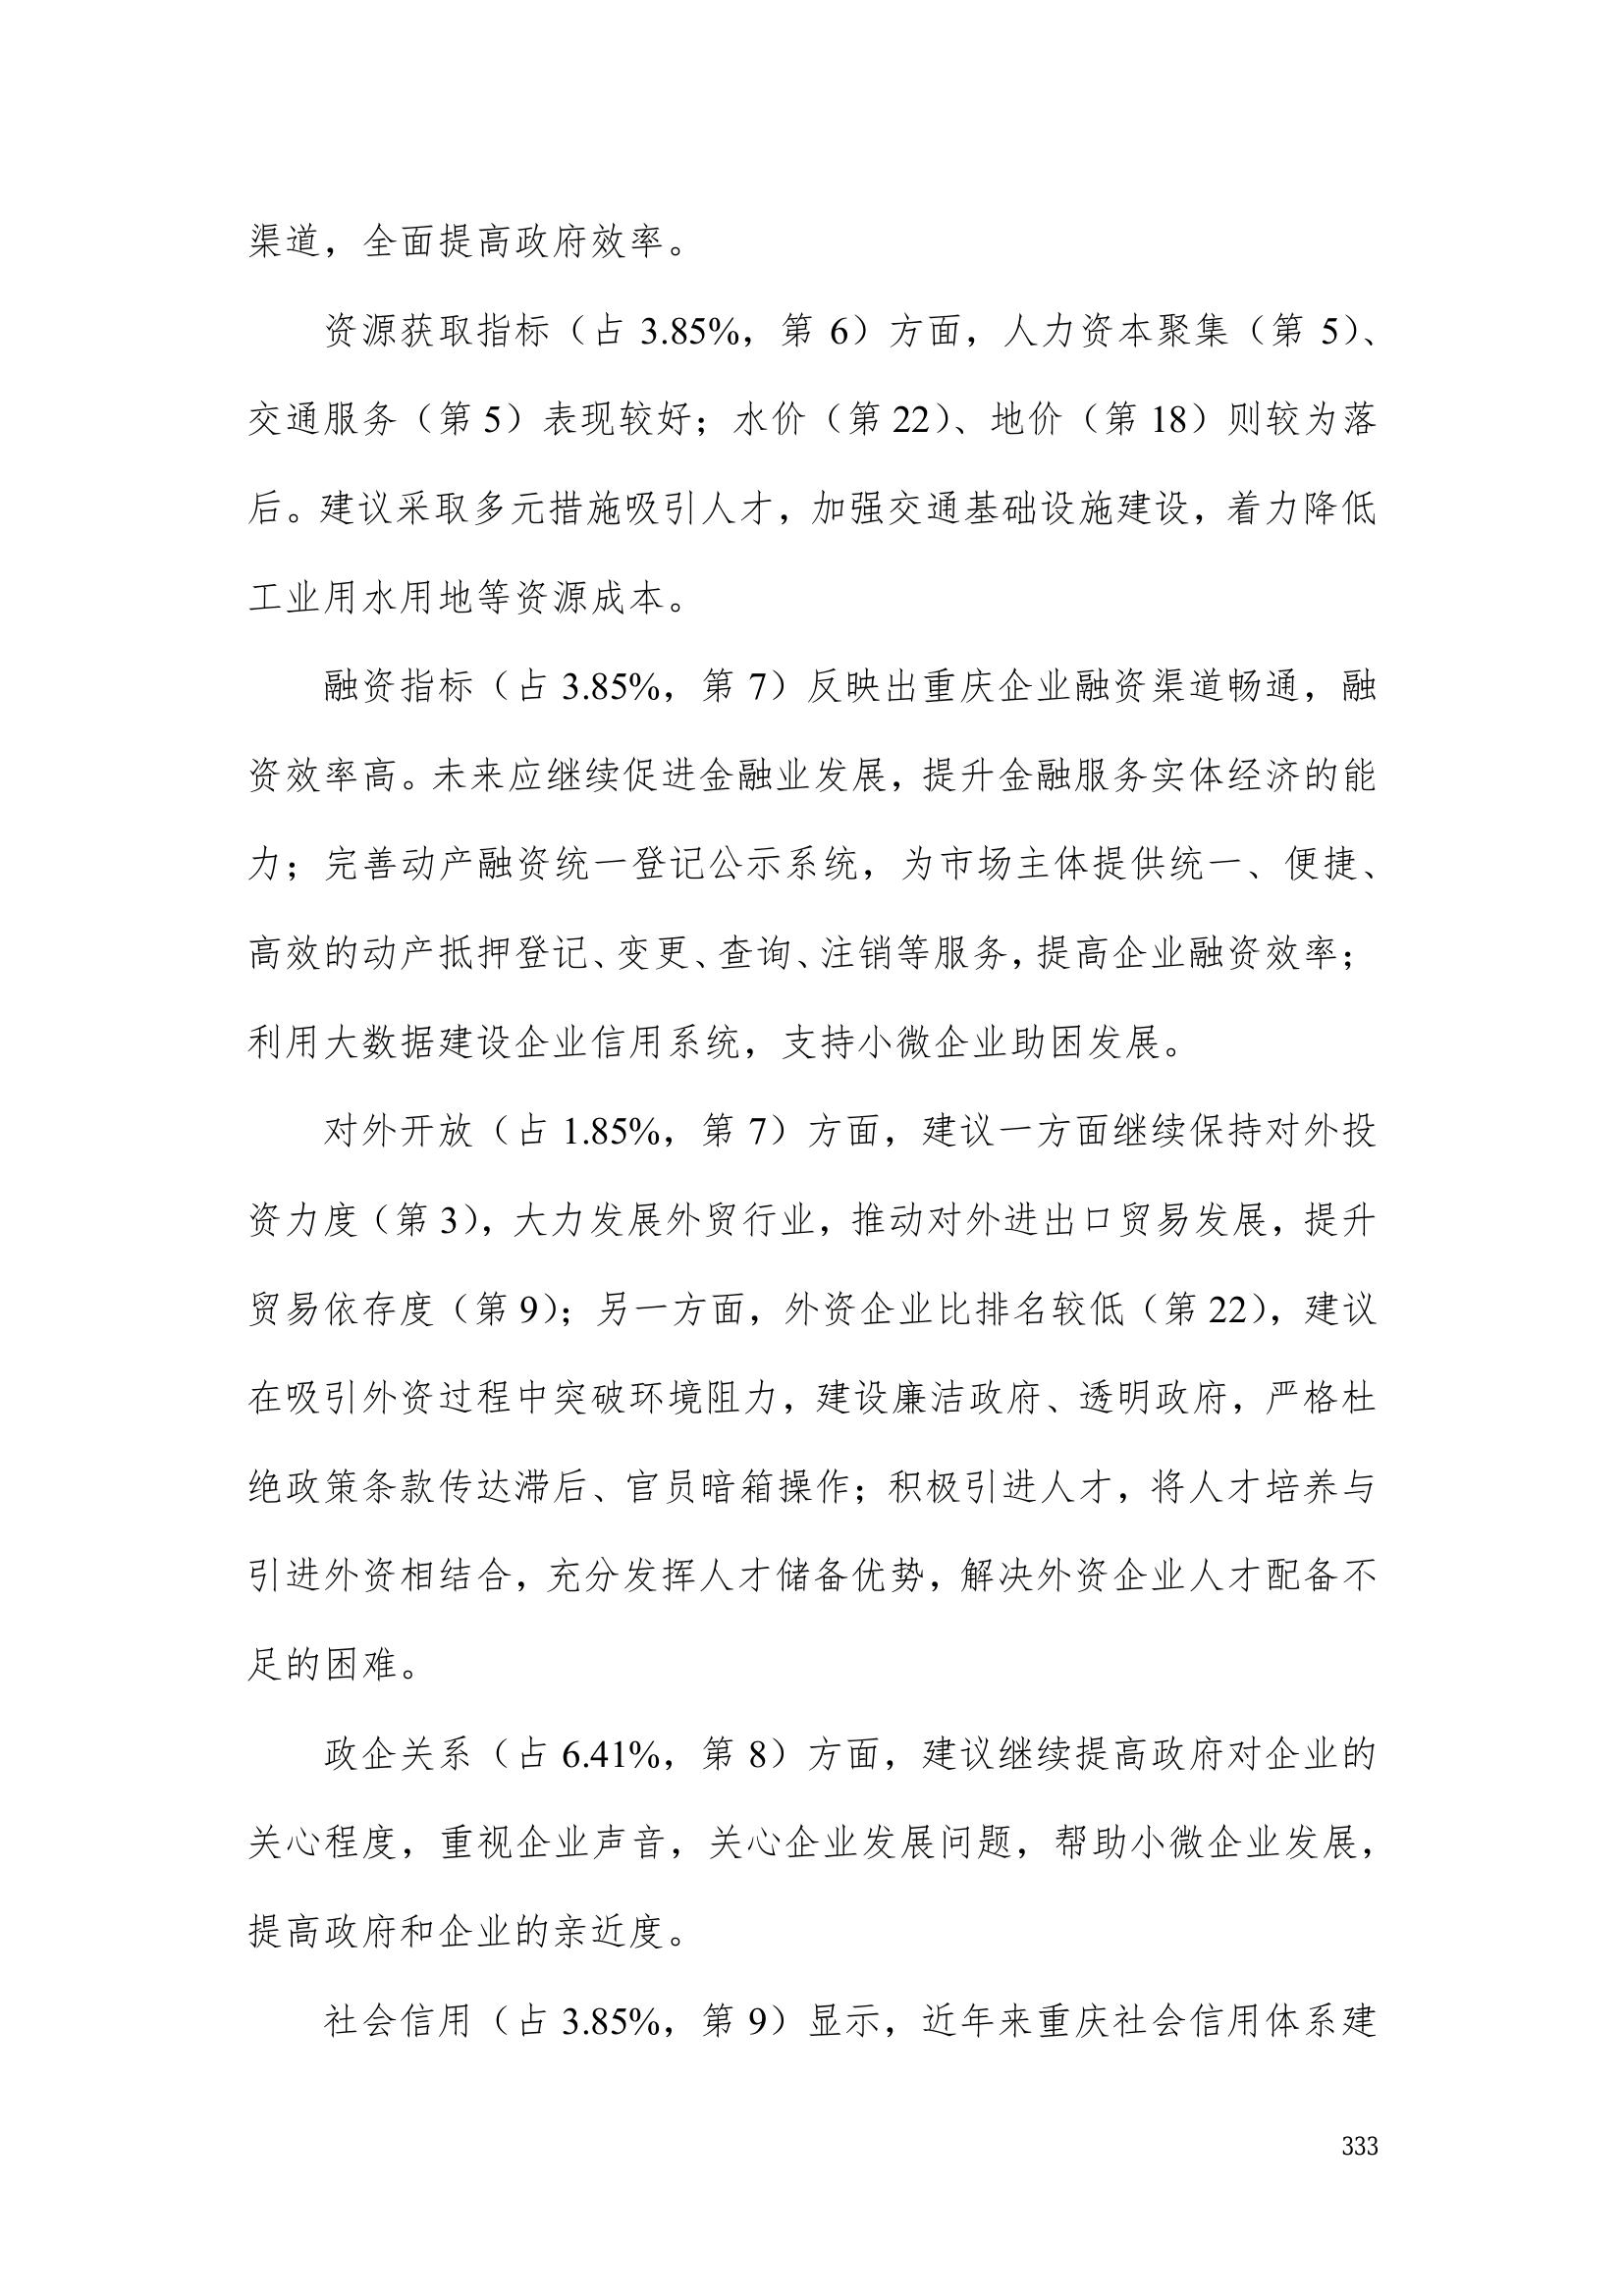 渠道，全面提高政府效率。
资源获取指标（占 3.85%，第 6）方面，人力资本聚集（第 5）、
交通服务（第 5）表现较好；水价（第 22）、地价（第 18）则较为落
后。建议采取多元措施吸引人才，加强交通基础设施建设，着力降低
工业用水用地等资源成本。
融资指标（占 3.85%，第 7）反映出重庆企业融资渠道畅通，融
资效率高。未来应继续促进金融业发展，提升金融服务实体经济的能
力；完善动产融资统一登记公示系统，为市场主体提供统一、便捷、
高效的动产抵押登记、变更、查询、注销等服务，提高企业融资效率；
利用大数据建设企业信用系统，支持小微企业助困发展。
对外开放（占 1.85%，第 7）方面，建议一方面继续保持对外投
资力度（第 3），大力发展外贸行业，推动对外进出口贸易发展，提升
贸易依存度（第 9）；另一方面，外资企业比排名较低（第 22），建议
在吸引外资过程中突破环境阻力，建设廉洁政府、透明政府，严格杜
绝政策条款传达滞后、官员暗箱操作；积极引进人才，将人才培养与
引进外资相结合，充分发挥人才储备优势，解决外资企业人才配备不
足的困难。
政企关系（占 6.41%，第 8）方面，建议继续提高政府对企业的
关心程度，重视企业声音，关心企业发展问题，帮助小微企业发展，
提高政府和企业的亲近度。
社会信用（占 3.85%，第 9）显示，近年来重庆社会信用体系建
333